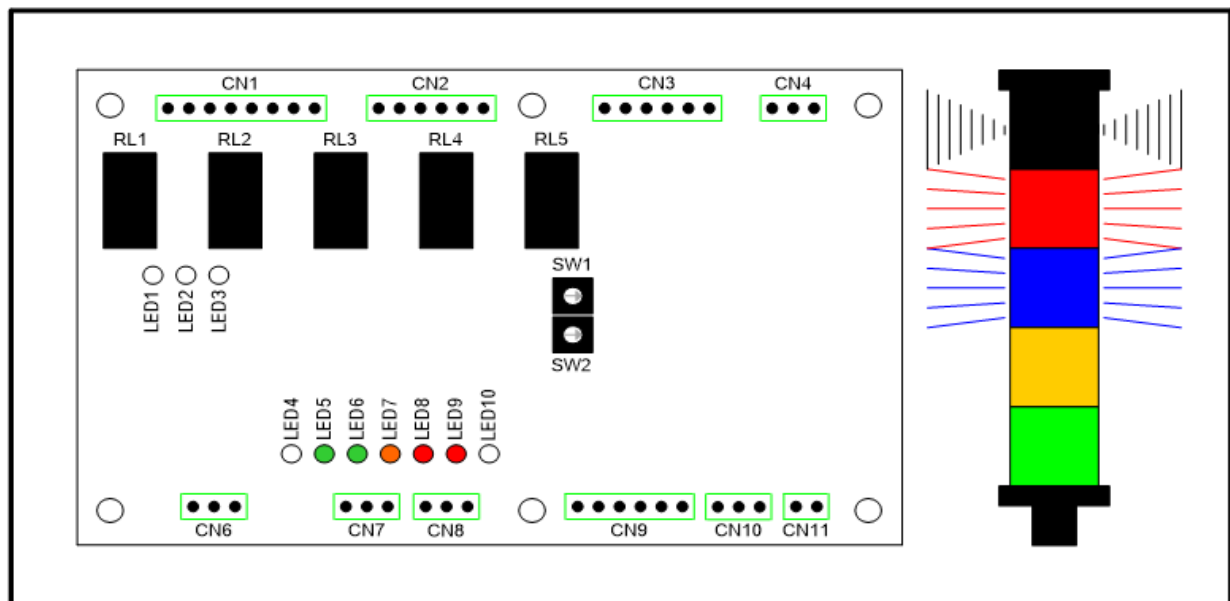 CN1 CN2 CN3 CN4
RL1 RL2 RL3 RL4 RL5
SW1
LED1 LED2 LED3
SW2
LED4 LED5 LED6 LED7 LED8 LED9 LED10
CN6 CN7 CN8 CN9 CN10 CN11